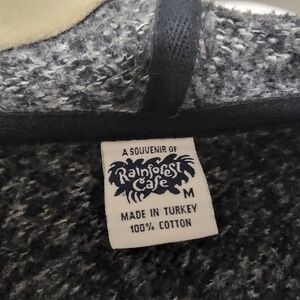 A SOUVENIR OF
Rainforest
Cafe
M
MADE IN TURKEY
100% COTTON